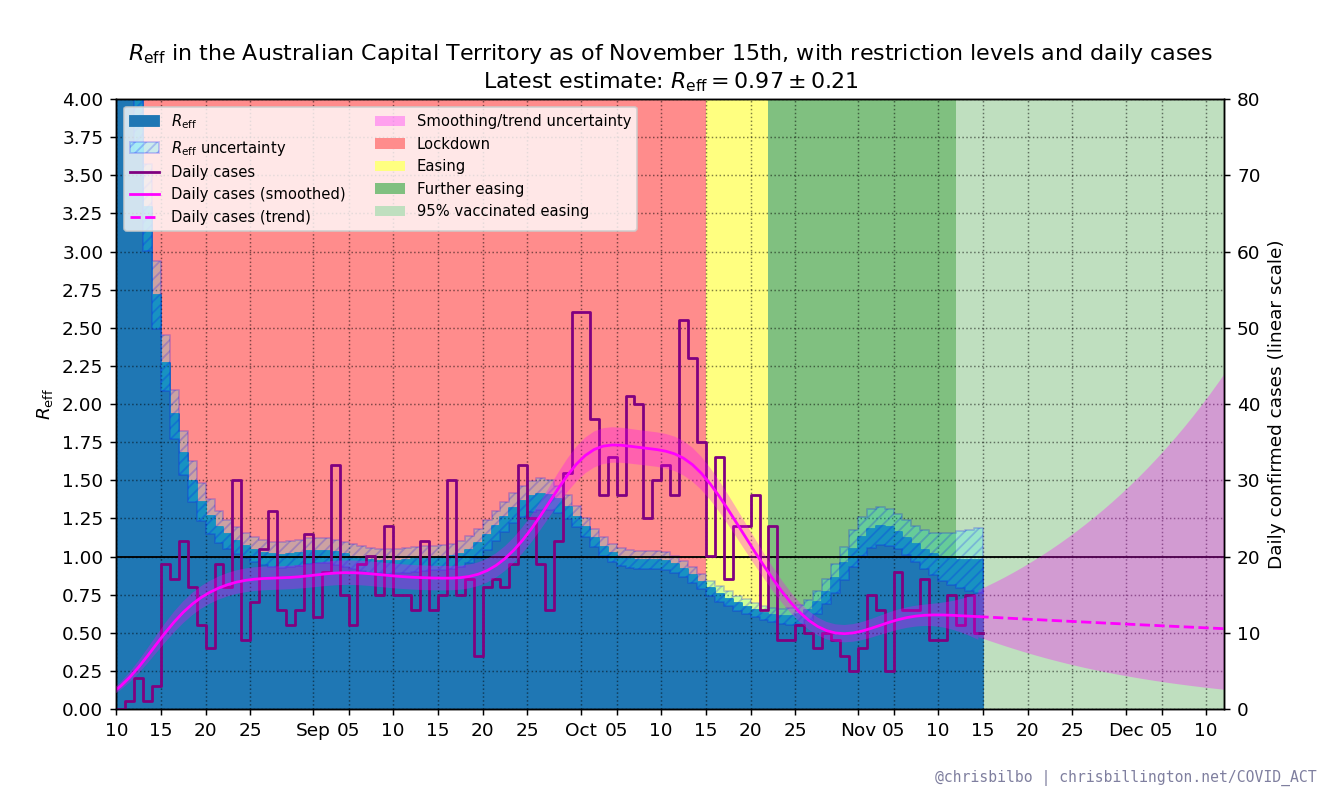 R_eff in the Australian Capital Territory as of November 15th, with restriction levels and daily cases
Latest estimate: R_eff = 0.97 ± 0.21
R_eff
R_eff uncertainty
Daily cases
Daily cases (smoothed)
Daily cases (trend)
Smoothing/trend uncertainty
Lockdown
Easing
Further easing
95% vaccinated easing
R_eff
4.00
3.75
3.50
3.25
3.00
2.75
2.50
2.25
2.00
1.75
1.50
1.25
1.00
0.75
0.50
0.25
0.00
80
70
60
50
40
30
20
10
0
Daily confirmed cases (linear scale)
10 15 20 25 Sep 05 10 15 20 25 Oct 05 10 15 20 25 Nov 05 10 15 20 25 Dec 05 10
@chrisbilbo | chrisbillington.net/COVID_ACT